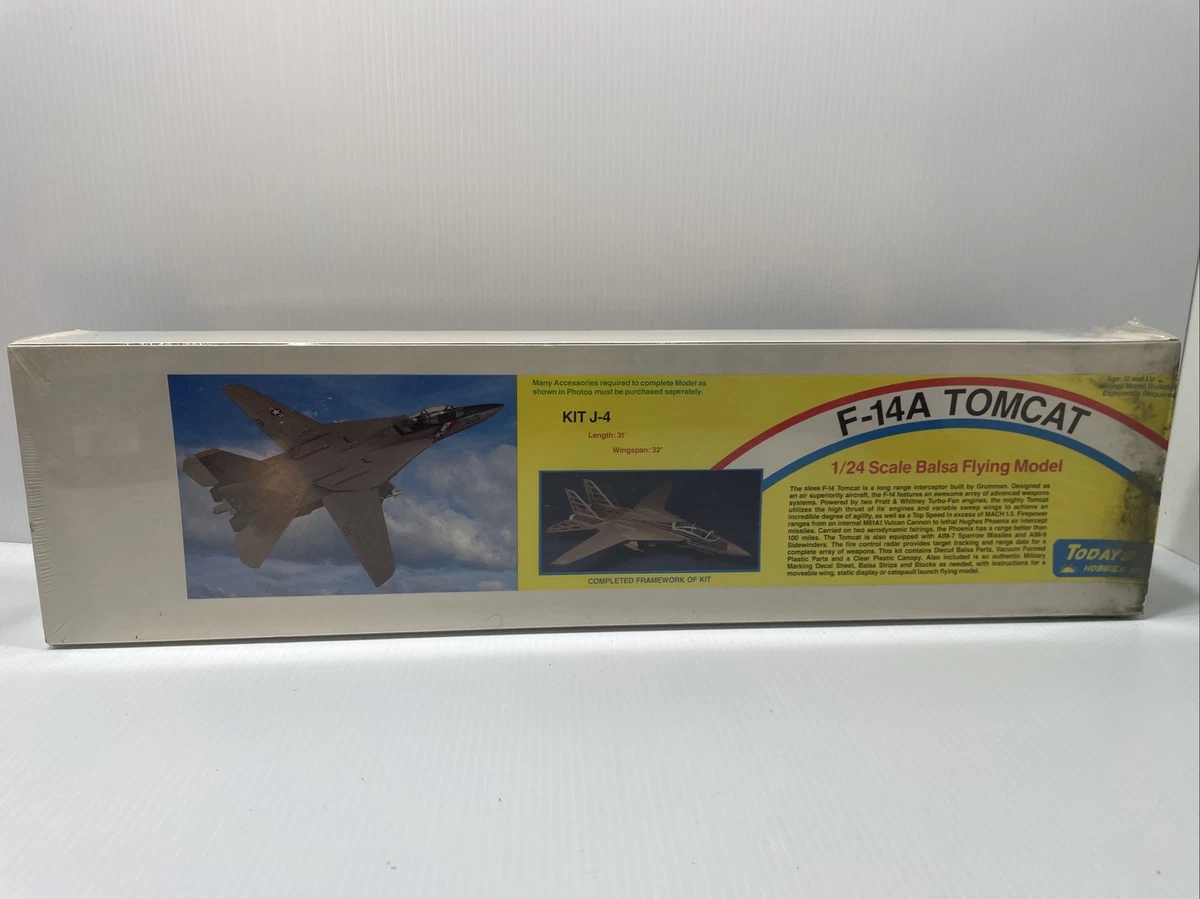 Many Accessories required to complete Model as
shown in Photos must be purchased seperately.
KIT J-4
Length: 31'
Wingspan: 32'
COMPLETED FRAMEWORK OF KIT
F-14A TOMCAT
1/24 Scale Balsa Flying Model
Age: 12 and Up
Experience Required
The sleek F-14 Tomcat is a long range interceptor built by Grumman. Designed as
an air superiority aircraft, the F-14 features an awesome array of advanced weapons
systems. Powered by two Pratt & Whitney Turbo-Fan engines, the mighty Tomcat
utilizes the high thrust of its' engines and variable sweep wings to achieve an
incredible degree of agility, as well as a Top Speed in excess of MACH 1.5. Firepower
ranges from an internal M61A1 Vulcan Cannon to lethal Hughes Phoenix air intercept
missiles. Carried on two aerodynamic fairings, the Phoenix has a range better than
100 miles. The Tomcat is also equipped with AIM-7 Sparrow Missiles and AIM-9
Sidewinders. The fire control radar provides target tracking and range data for a
complete array of weapons. This kit contains Diecut Balsa Parts, Vacuum Formed
Plastic Parts and a Clear Plastic Canopy. Also included is an authentic Military
Marking Decal Sheet, Balsa Strips and Blocks as needed, with instructions for a
moveable wing, static display or catapault launch flying model.
TODAY'S
HOBBIES